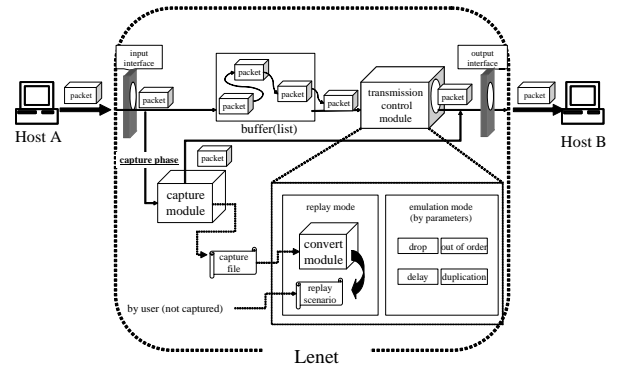 input
interface
output
interface
packet
packet
packet
packet
packet
packet
packet
transmission
control
module
packet
packet
Host A
buffer(list)
Host B
capture phase
packet
capture
module
replay mode
emulation mode
(by parameters)
capture
file
convert
module
drop
out of order
delay
duplication
replay
scenario
by user (not captured)
Lenet